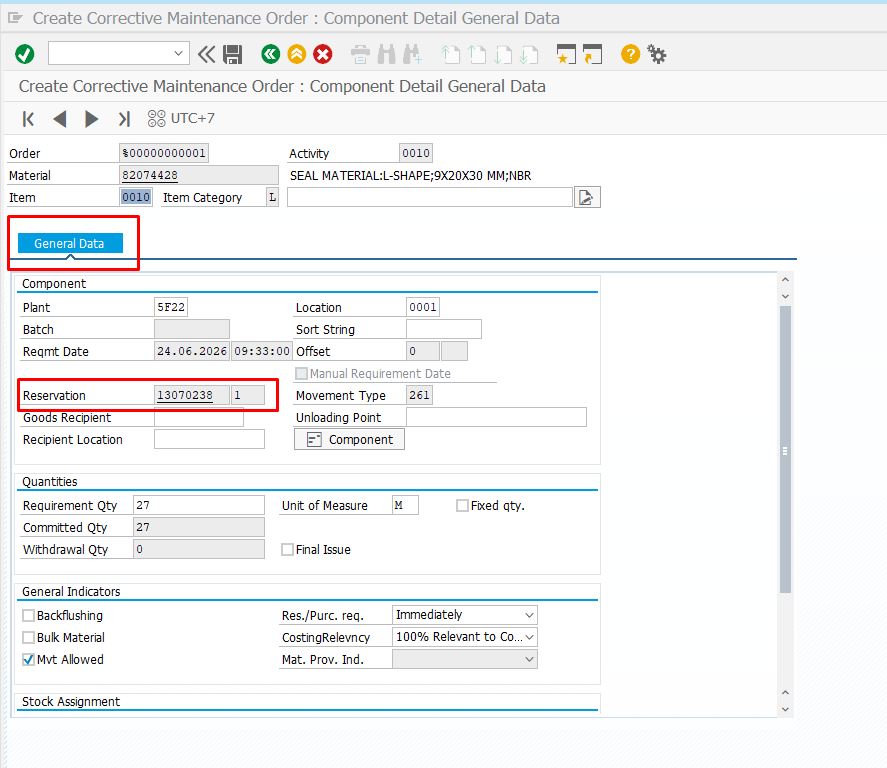 Create Corrective Maintenance Order : Component Detail General Data
Create Corrective Maintenance Order : Component Detail General Data
UTC+7
Order %00000000001 Activity 0010
Material 82074428 SEAL MATERIAL:L-SHAPE;9X20X30 MM;NBR
Item 0010 Item Category L
General Data
Component
Plant 5F22 Location 0001
Batch Sort String
Reqmt Date 24.06.2026 09:33:00 Offset 0
Manual Requirement Date
Reservation 13070238 1 Movement Type 261
Goods Recipient Unloading Point
Recipient Location Component
Quantities
Requirement Qty 27 Unit of Measure M Fixed qty.
Committed Qty 27
Withdrawal Qty 0 Final Issue
General Indicators
Backflushing Res./Purc. req. Immediately
Bulk Material CostingRelevncy 100% Relevant to Co...
Mvt Allowed Mat. Prov. Ind.
Stock Assignment